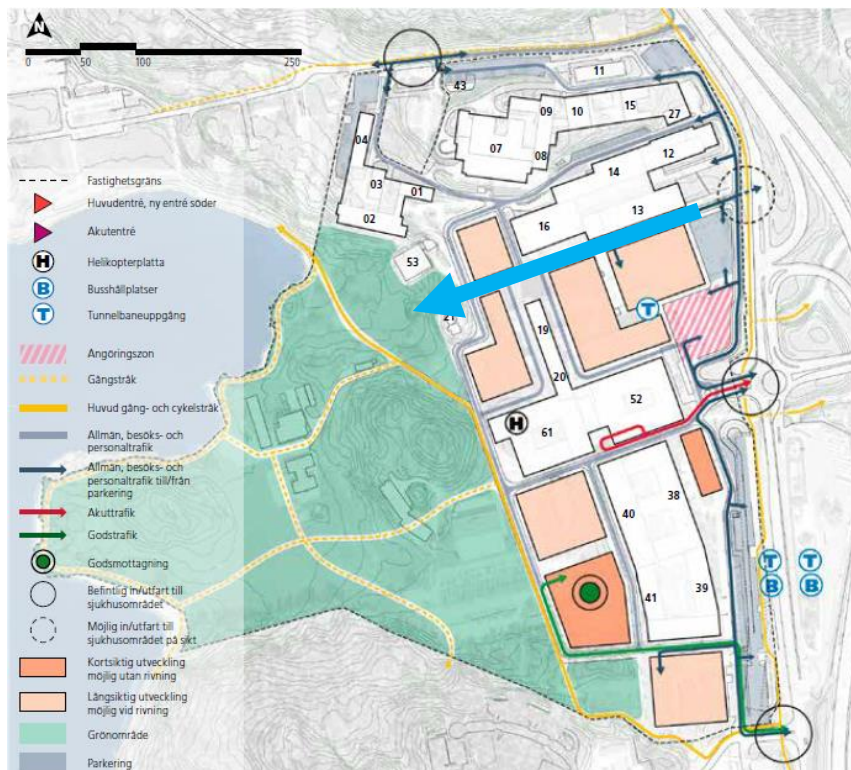 N
0 50 100 250
Fastighetsgräns
Huvudentré, ny entré söder
Akutentré
H Helikopterplatta
B Busshållplatser
T Tunnelbaneuppgång
Angöringszon
Gångstråk
Huvud gång- och cykelstråk
Allmän, besöks- och
personaltrafik
Allmän, besöks- och
personaltrafik till/från
parkering
Akuttrafik
Godstrafik
Godsmottagning
Befintlig in/utfart till
sjukhusområdet
Möjlig in/utfart till
sjukhusområdet på sikt
Kortsiktig utveckling
möjlig utan rivning
Långsiktig utveckling
möjlig vid rivning
Grönområde
Parkering
11
43
09
10
15
27
04
07
08
12
03
01
14
02
16
13
53
21
T
19
20
52
H
61
40
38
T T
B B
41
39